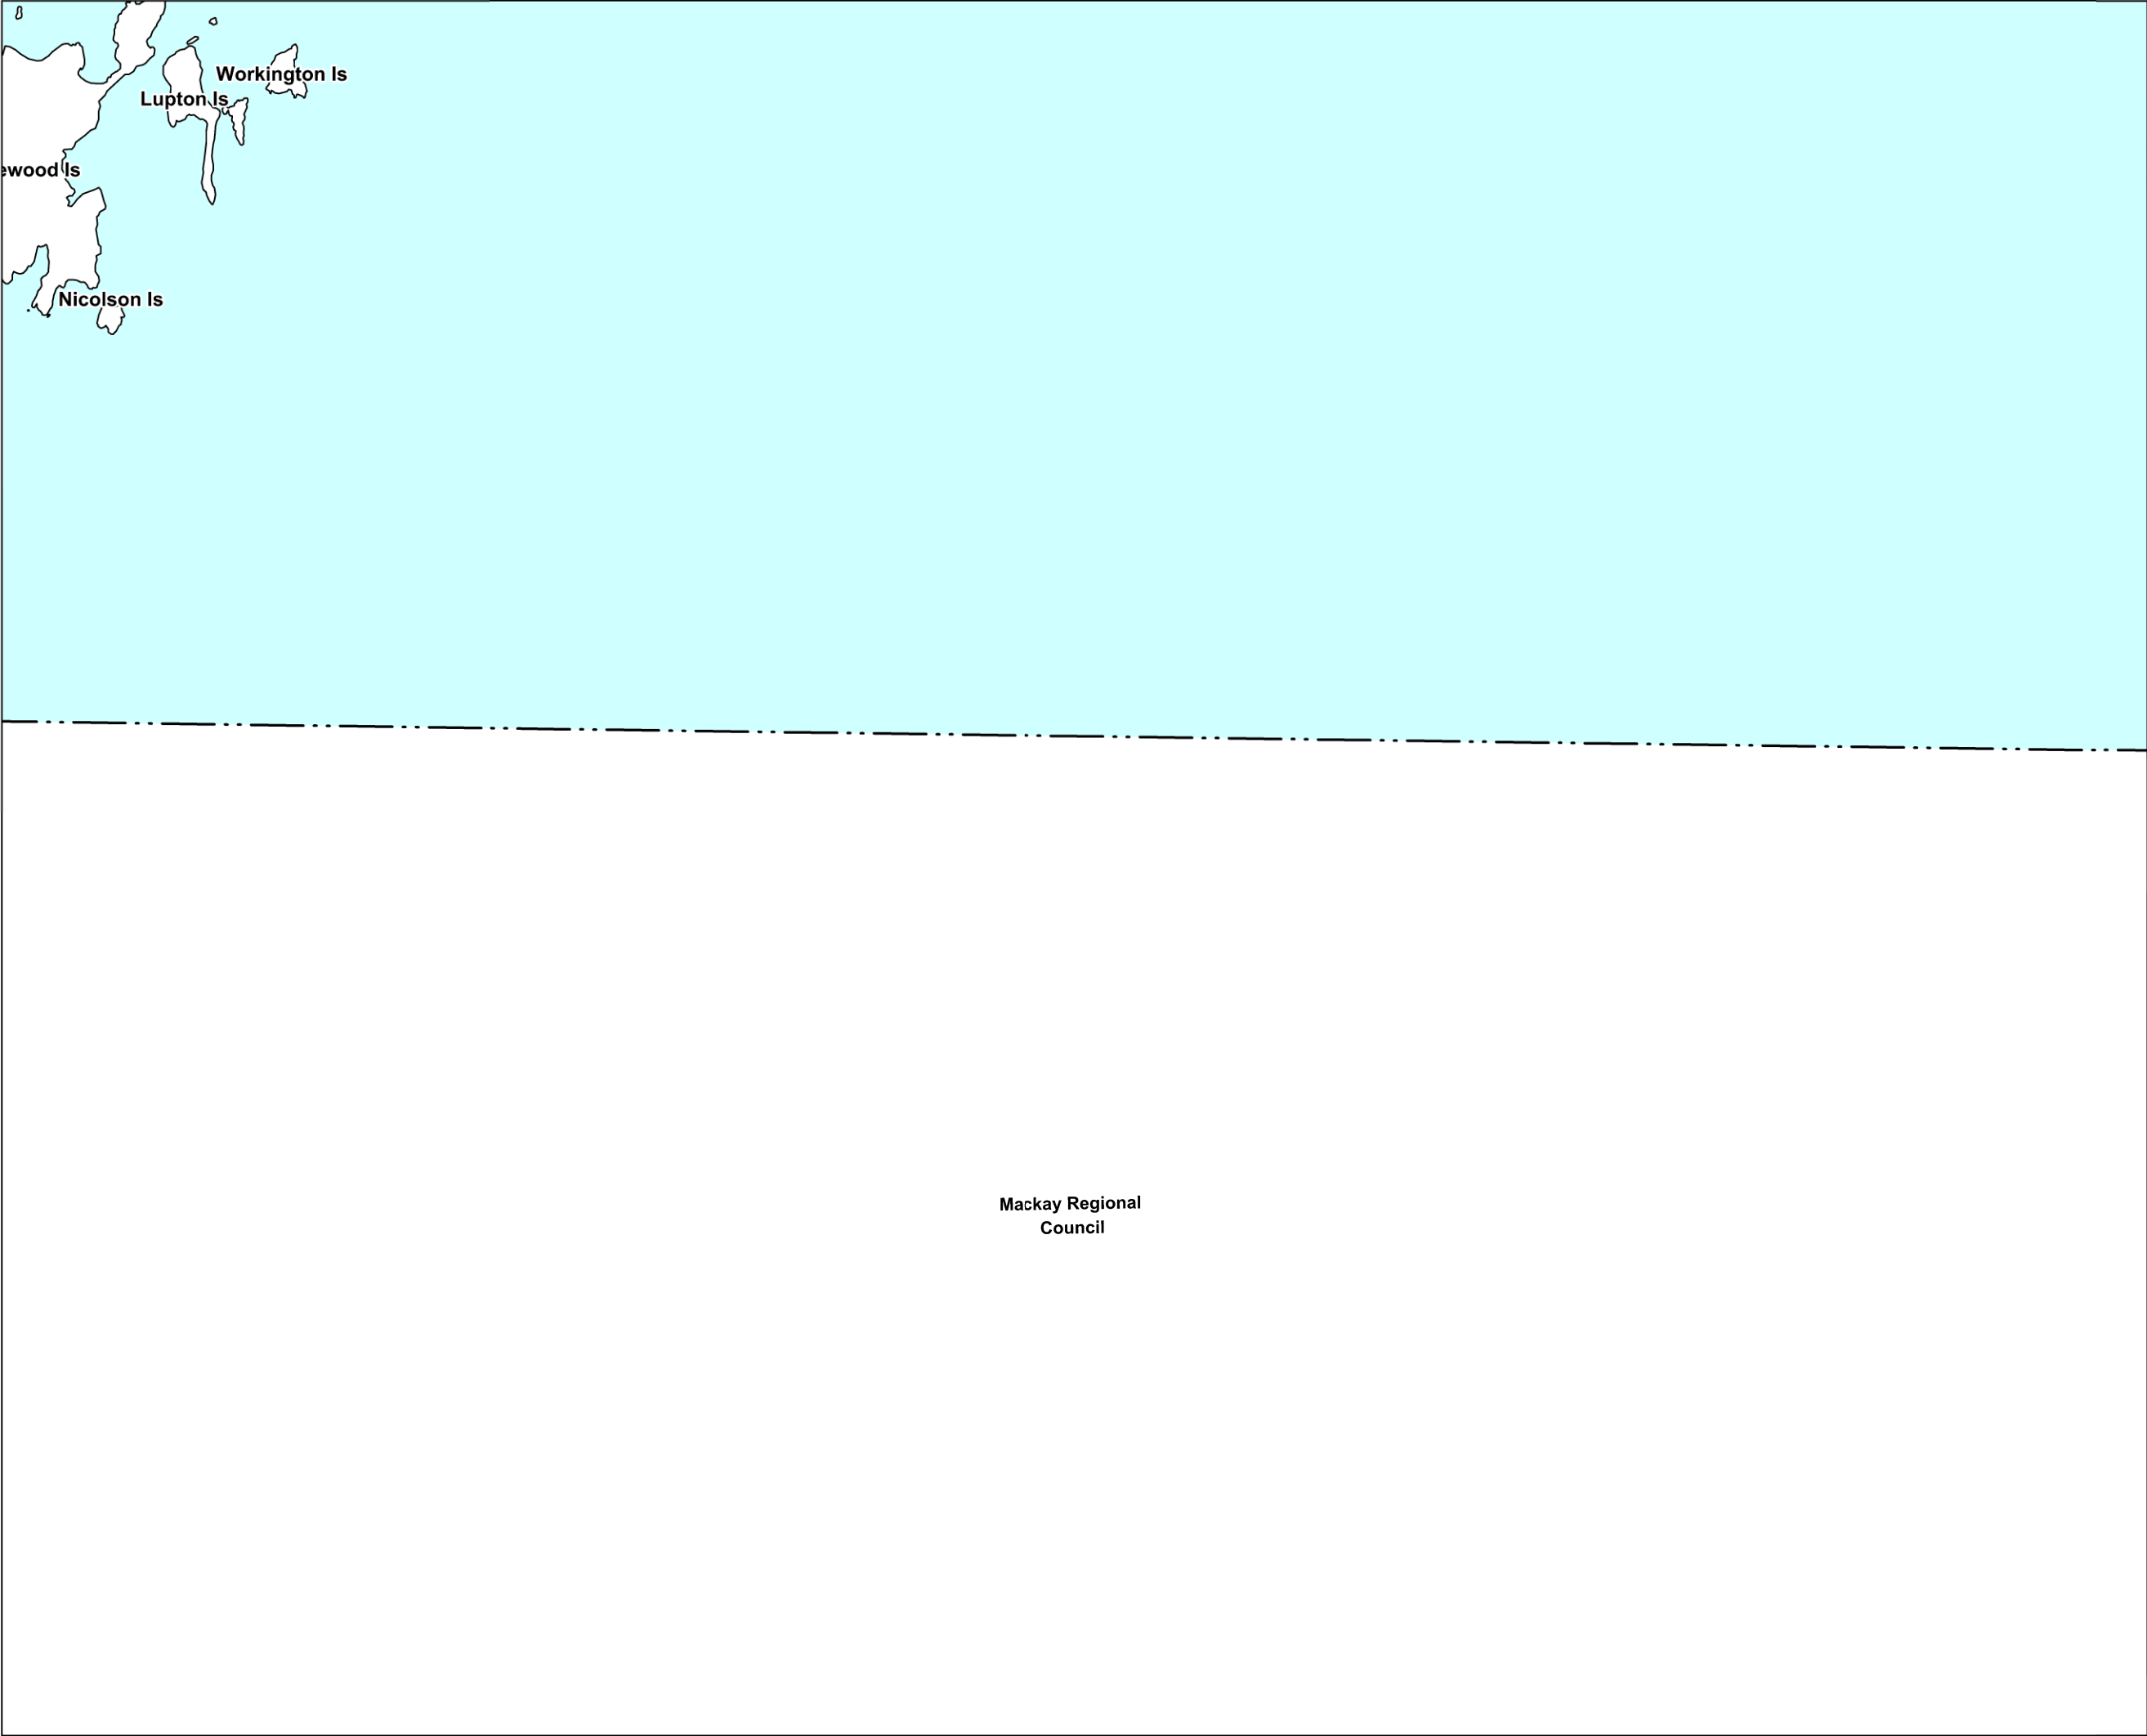 Workington Is
Lupton Is
ewood Is
Nicolson Is
Mackay Regional
Council